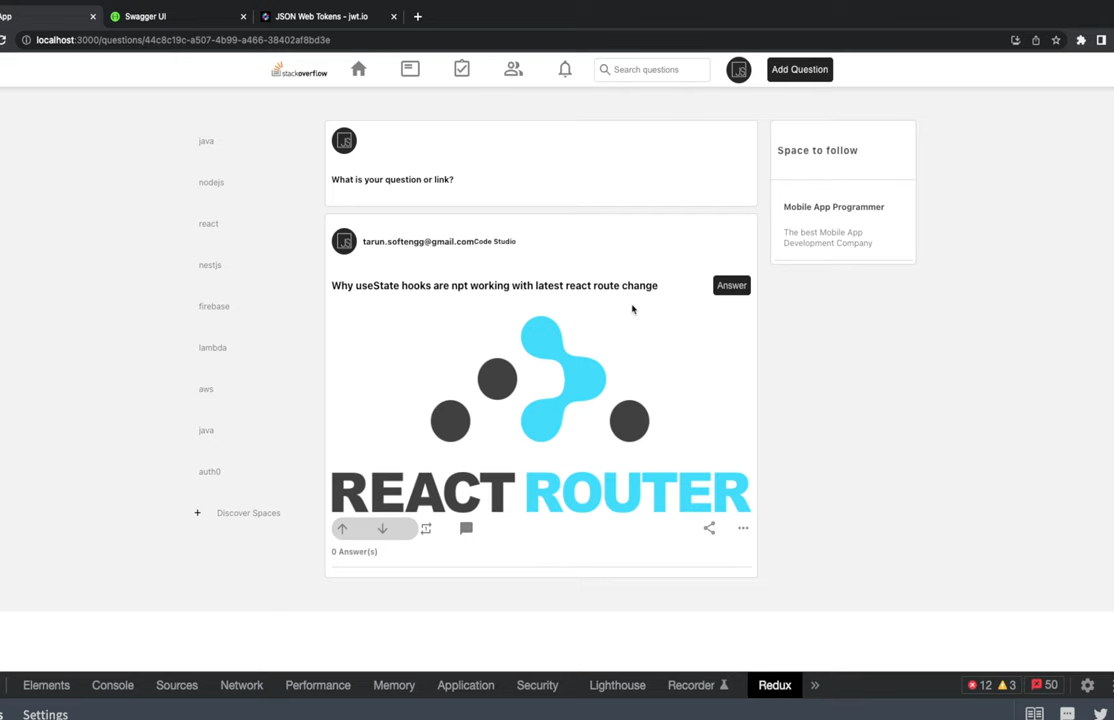 App
Swagger UI
JSON Web Tokens - jwt.io
localhost:3000/questions/44c8c19c-a507-4b99-a466-38402af8bd3e
stackoverflow
Search questions
JS
Add Question
java
nodejs
react
nestjs
firebase
lambda
aws
java
auth0
+ Discover Spaces
JS
What is your question or link?
JS
tarun.softengg@gmail.comCode Studio
Why useState hooks are npt working with latest react route change
Answer
REACT ROUTER
0 Answer(s)
Space to follow
Mobile App Programmer
The best Mobile App
Development Company
Elements Console Sources Network Performance Memory Application Security Lighthouse Recorder Redux » 12 3 50
Settings